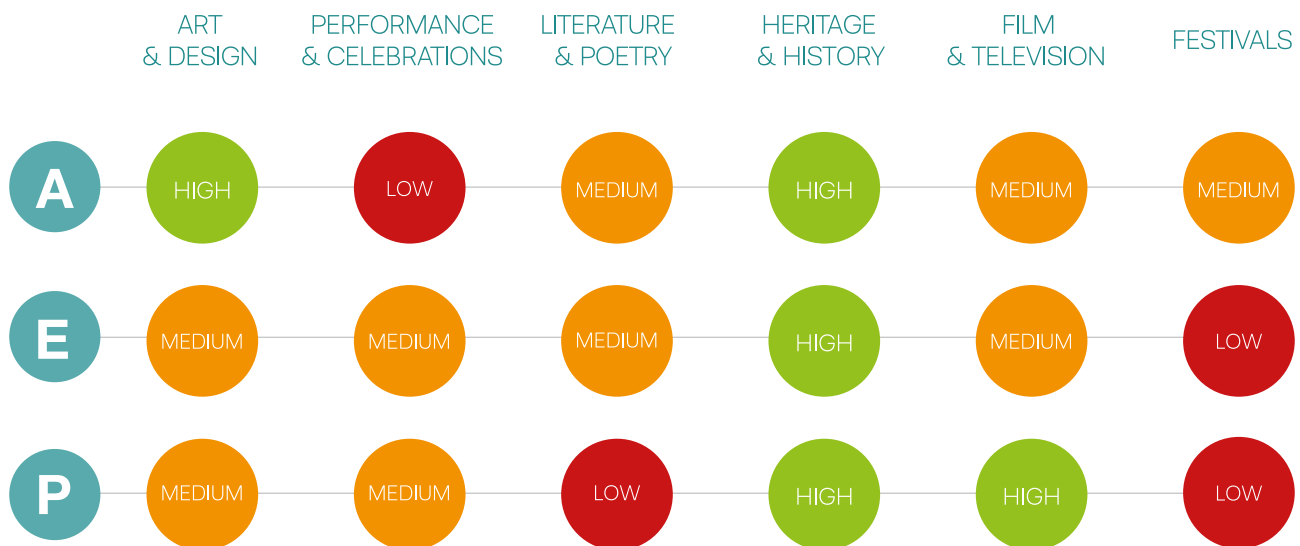 ART
& DESIGN
PERFORMANCE
& CELEBRATIONS
LITERATURE
& POETRY
HERITAGE
& HISTORY
FILM
& TELEVISION
FESTIVALS
A
HIGH
LOW
MEDIUM
HIGH
MEDIUM
MEDIUM
E
MEDIUM
MEDIUM
MEDIUM
HIGH
MEDIUM
LOW
P
MEDIUM
MEDIUM
LOW
HIGH
HIGH
LOW